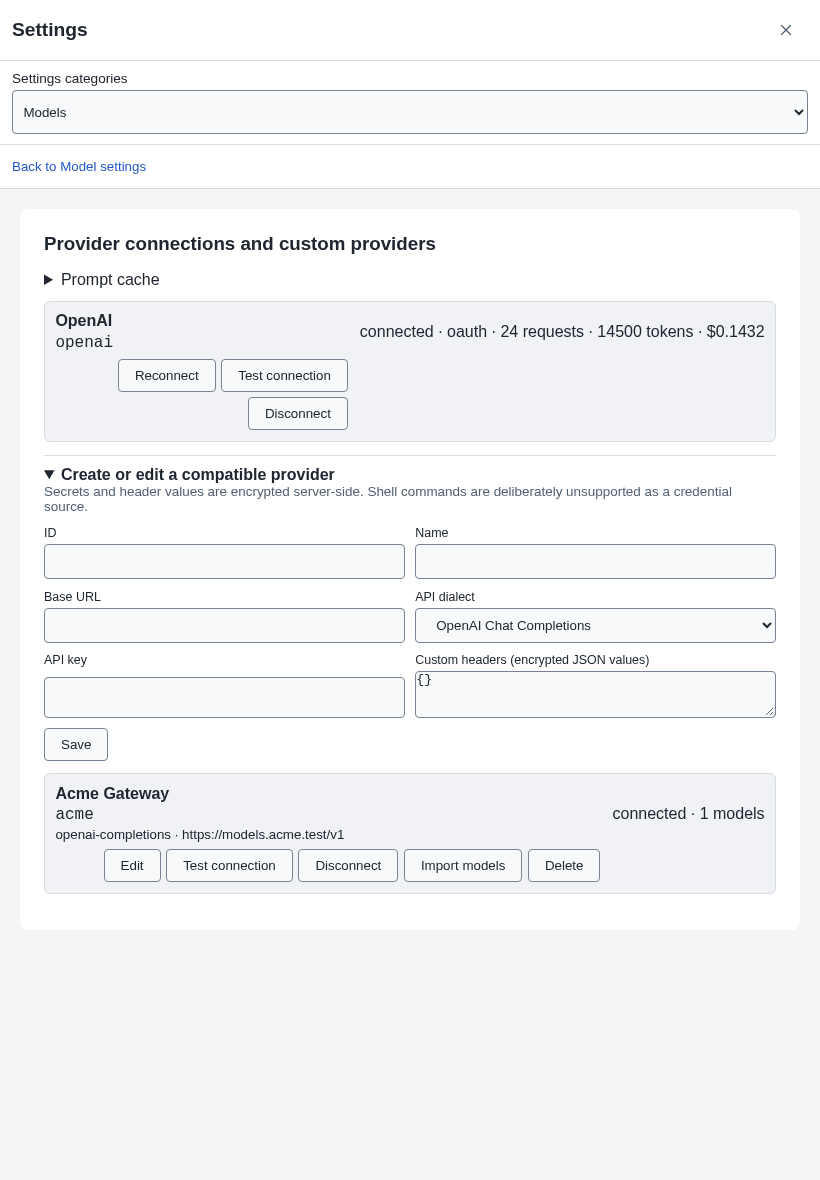 Settings
Settings categories
Models
Back to Model settings
Provider connections and custom providers
Prompt cache
OpenAI
openai
connected · oauth · 24 requests · 14500 tokens · $0.1432
Reconnect
Test connection
Disconnect
Create or edit a compatible provider
Secrets and header values are encrypted server-side. Shell commands are deliberately unsupported as a credential
source.
ID
Name
Base URL
API dialect
OpenAI Chat Completions
API key
Custom headers (encrypted JSON values)
{}
Save
Acme Gateway
acme
openai-completions · https://models.acme.test/v1
connected · 1 models
Edit
Test connection
Disconnect
Import models
Delete